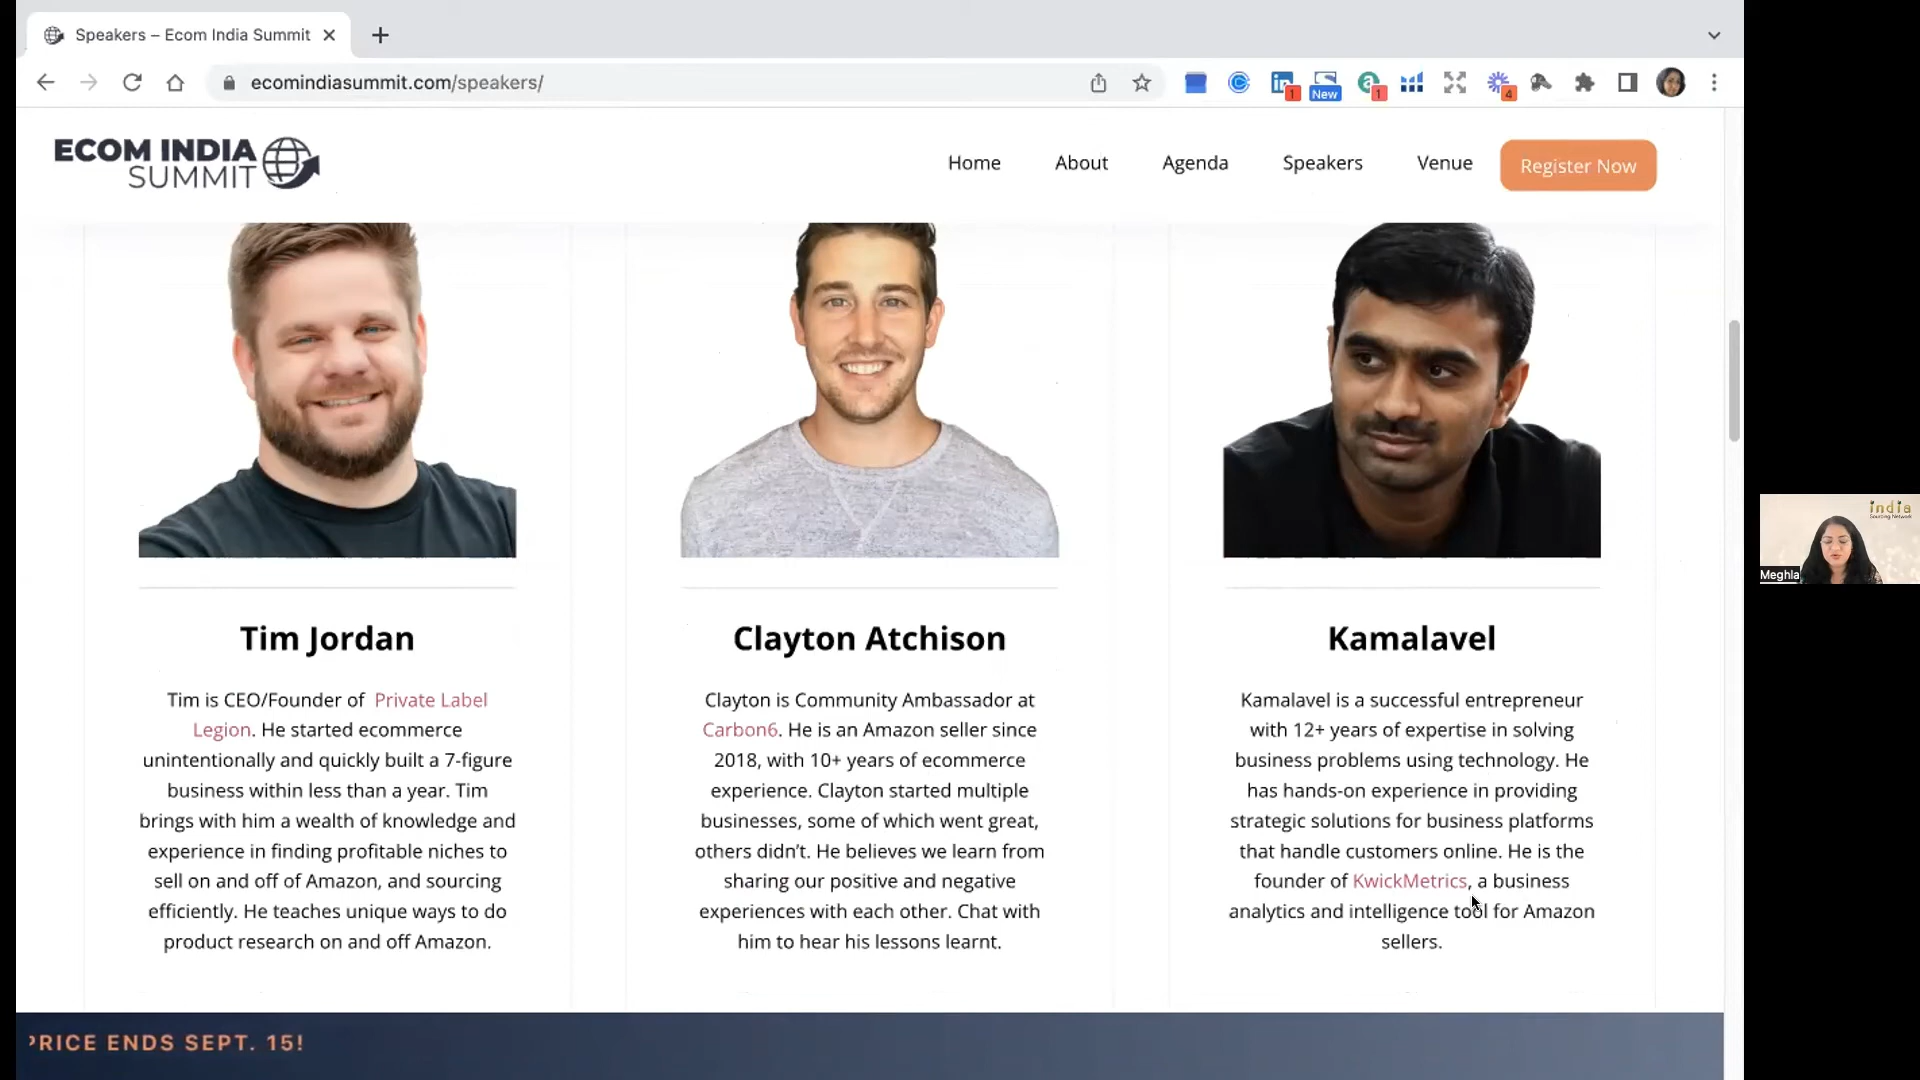 Speakers – Ecom India Summit
ecomindiasummit.com/speakers/
1
New
1
4
ECOM INDIA
SUMMIT
Home
About
Agenda
Speakers
Venue
Register Now
Tim Jordan
Tim is CEO/Founder of Private Label
Legion. He started ecommerce
unintentionally and quickly built a 7-figure
business within less than a year. Tim
brings with him a wealth of knowledge and
experience in finding profitable niches to
sell on and off of Amazon, and sourcing
efficiently. He teaches unique ways to do
product research on and off Amazon.
Clayton Atchison
Clayton is Community Ambassador at
Carbon6. He is an Amazon seller since
2018, with 10+ years of ecommerce
experience. Clayton started multiple
businesses, some of which went great,
others didn't. He believes we learn from
sharing our positive and negative
experiences with each other. Chat with
him to hear his lessons learnt.
Kamalavel
Kamalavel is a successful entrepreneur
with 12+ years of expertise in solving
business problems using technology. He
has hands-on experience in providing
strategic solutions for business platforms
that handle customers online. He is the
founder of KwickMetrics, a business
analytics and intelligence tool for Amazon
sellers.
PRICE ENDS SEPT. 15!
india
Sourcing Network
Meghla